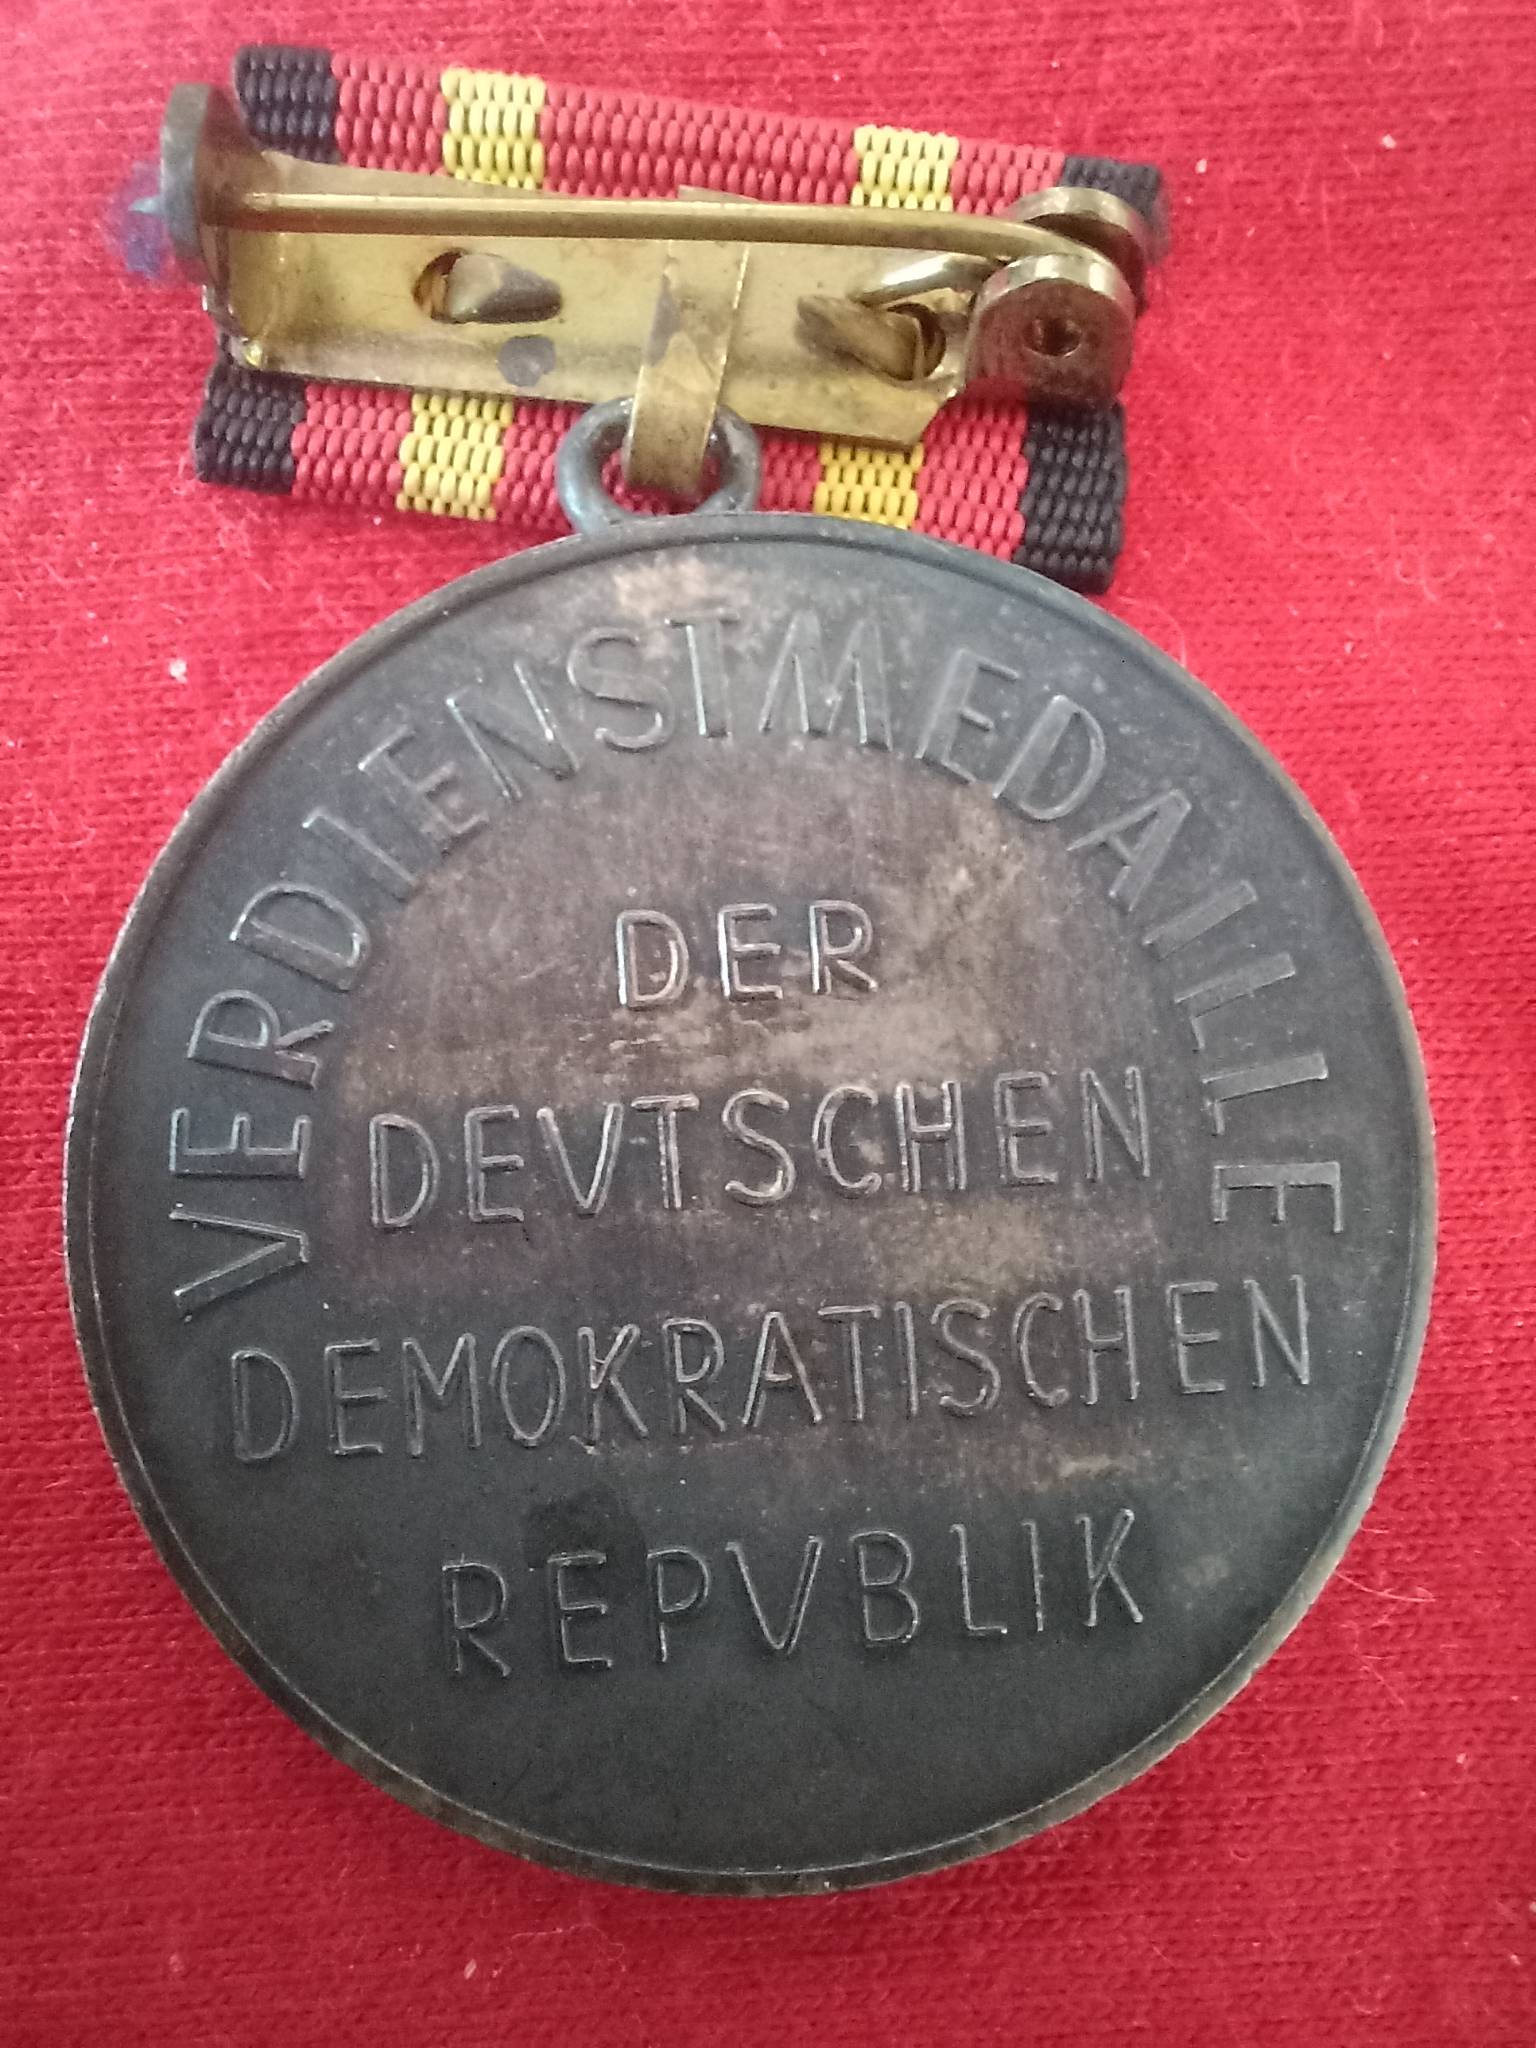 VERDIENSTMEDAILLE
DER
DEVTSCHEN
DEMOKRATISCHEN
REPVBLIK